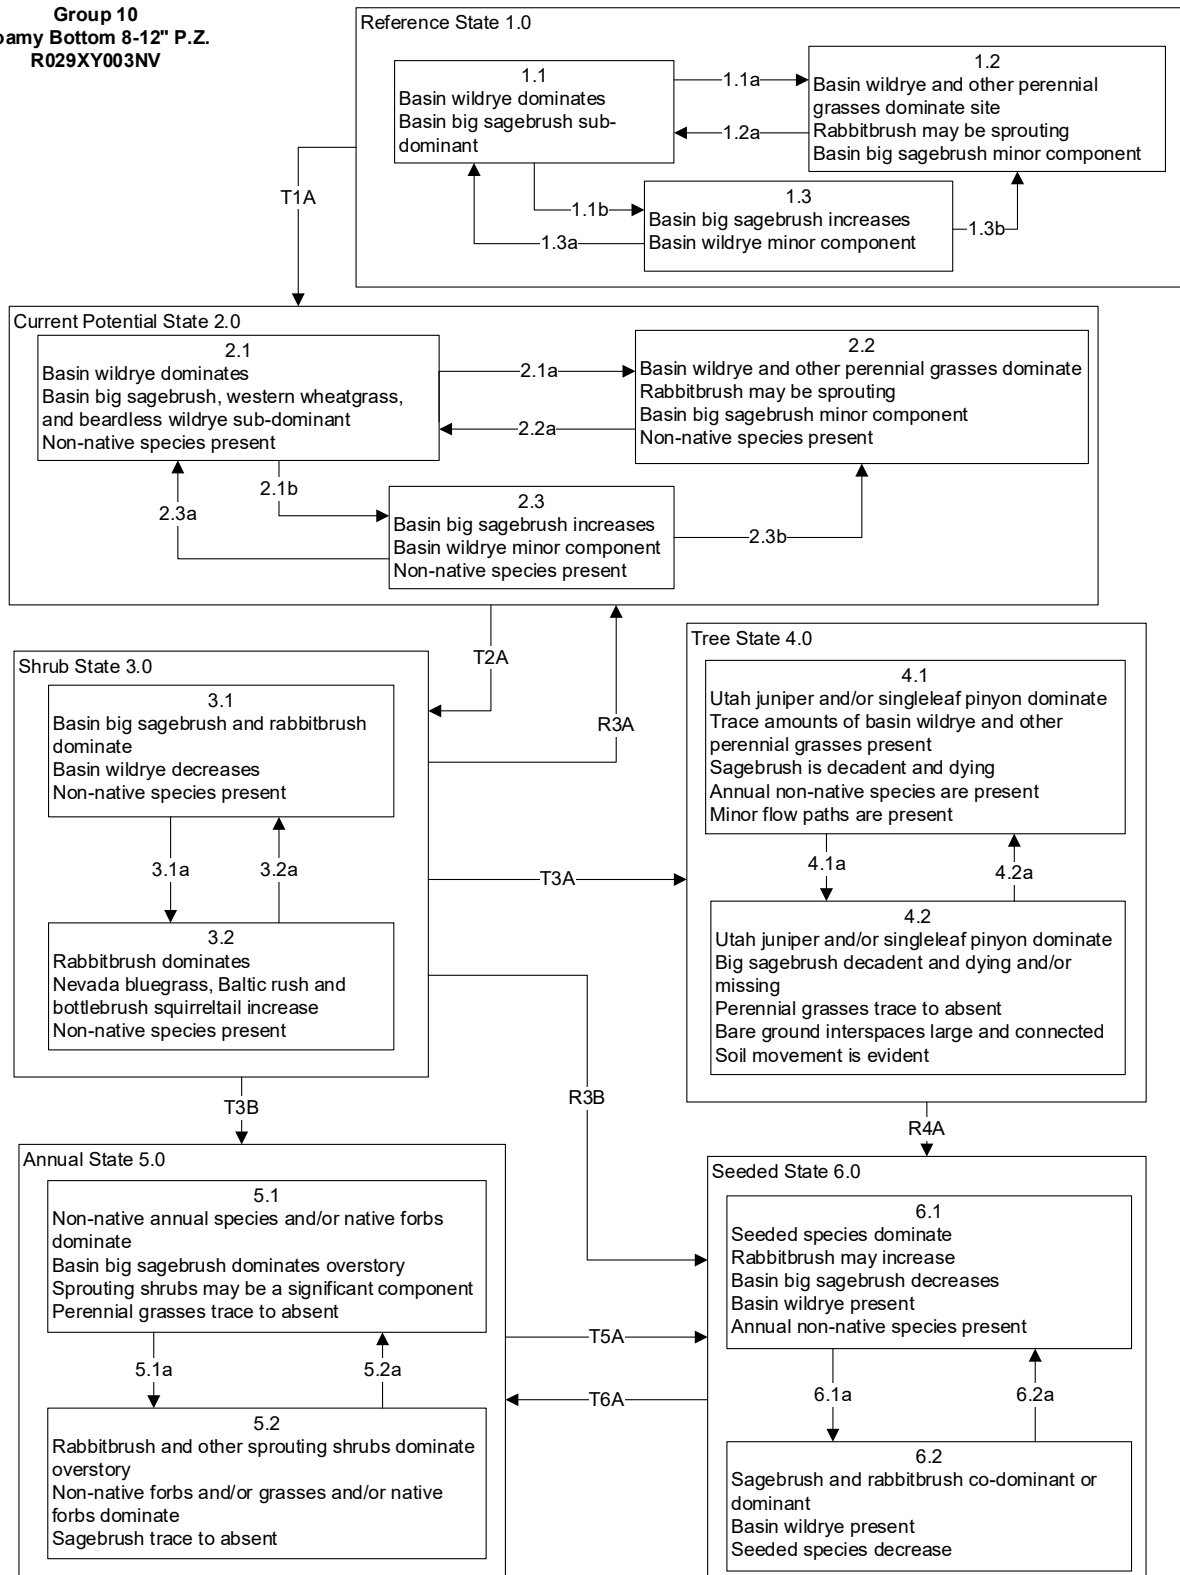 Group 10
oamy Bottom 8-12" P.Z.
R029XY003NV
Reference State 1.0
1.1
Basin wildrye dominates
Basin big sagebrush sub-
dominant
1.1a
1.2a
1.2
Basin wildrye and other perennial
grasses dominate site
Rabbitbrush may be sprouting
Basin big sagebrush minor component
1.1b
1.3a
1.3
Basin big sagebrush increases
Basin wildrye minor component
1.3b
T1A
Current Potential State 2.0
2.1
Basin wildrye dominates
Basin big sagebrush, western wheatgrass,
and beardless wildrye sub-dominant
Non-native species present
2.1a
2.2a
2.2
Basin wildrye and other perennial grasses dominate
Rabbitbrush may be sprouting
Basin big sagebrush minor component
Non-native species present
2.1b
2.3a
2.3
Basin big sagebrush increases
Basin wildrye minor component
Non-native species present
2.3b
T2A
R3A
Shrub State 3.0
3.1
Basin big sagebrush and rabbitbrush
dominate
Basin wildrye decreases
Non-native species present
3.1a
3.2a
3.2
Rabbitbrush dominates
Nevada bluegrass, Baltic rush and
bottlebrush squirreltail increase
Non-native species present
T3A
Tree State 4.0
4.1
Utah juniper and/or singleleaf pinyon dominate
Trace amounts of basin wildrye and other
perennial grasses present
Sagebrush is decadent and dying
Annual non-native species are present
Minor flow paths are present
4.1a
4.2a
4.2
Utah juniper and/or singleleaf pinyon dominate
Big sagebrush decadent and dying and/or
missing
Perennial grasses trace to absent
Bare ground interspaces large and connected
Soil movement is evident
T3B
R3B
R4A
Annual State 5.0
5.1
Non-native annual species and/or native forbs
dominate
Basin big sagebrush dominates overstory
Sprouting shrubs may be a significant component
Perennial grasses trace to absent
5.1a
5.2a
5.2
Rabbitbrush and other sprouting shrubs dominate
overstory
Non-native forbs and/or grasses and/or native
forbs dominate
Sagebrush trace to absent
T5A
T6A
Seeded State 6.0
6.1
Seeded species dominate
Rabbitbrush may increase
Basin big sagebrush decreases
Basin wildrye present
Annual non-native species present
6.1a
6.2a
6.2
Sagebrush and rabbitbrush co-dominant or
dominant
Basin wildrye present
Seeded species decrease